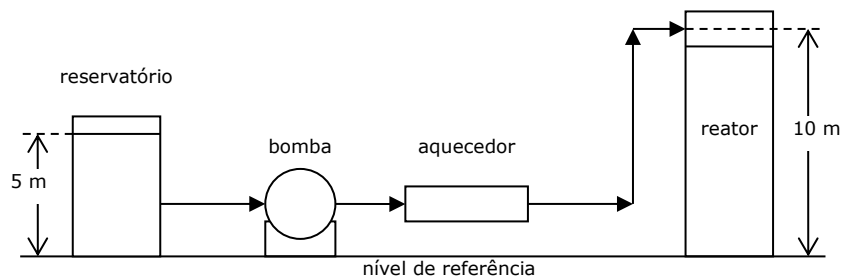 reservatório
bomba
aquecedor
reator
10 m
5 m
nível de referência